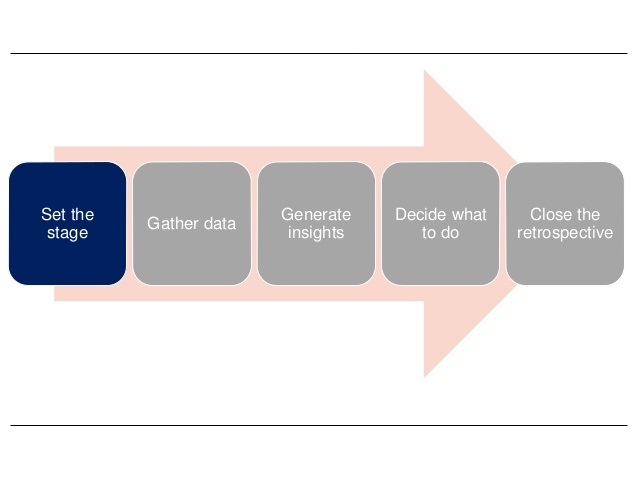 Set the
stage
Gather data
Generate
insights
Decide what
to do
Close the
retrospective